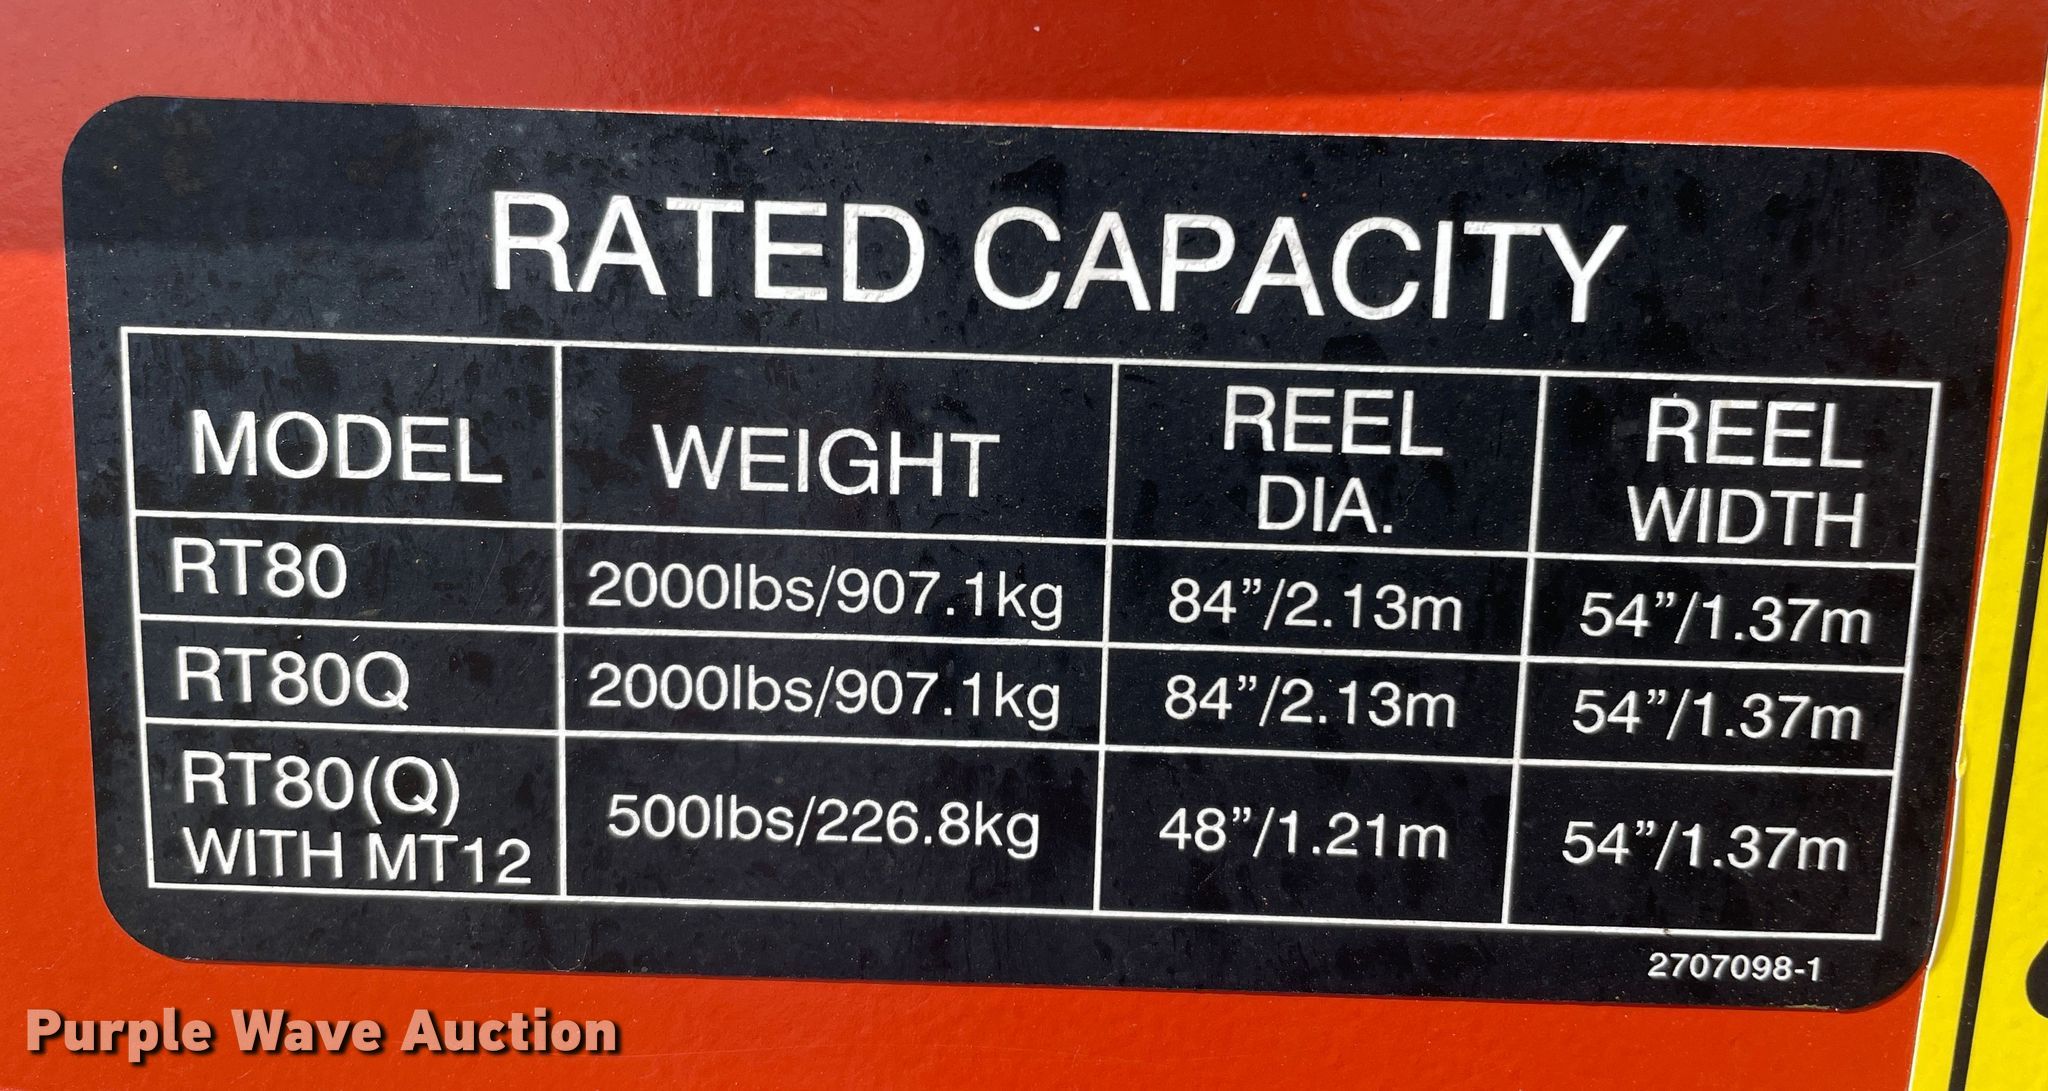 RATED CAPACITY
MODEL WEIGHT REEL DIA. REEL WIDTH
RT80 2000lbs/907.1kg 84”/2.13m 54”/1.37m
RT80Q 2000lbs/907.1kg 84”/2.13m 54”/1.37m
RT80(Q) WITH MT12 500lbs/226.8kg 48”/1.21m 54”/1.37m
2707098-1
Purple Wave Auction